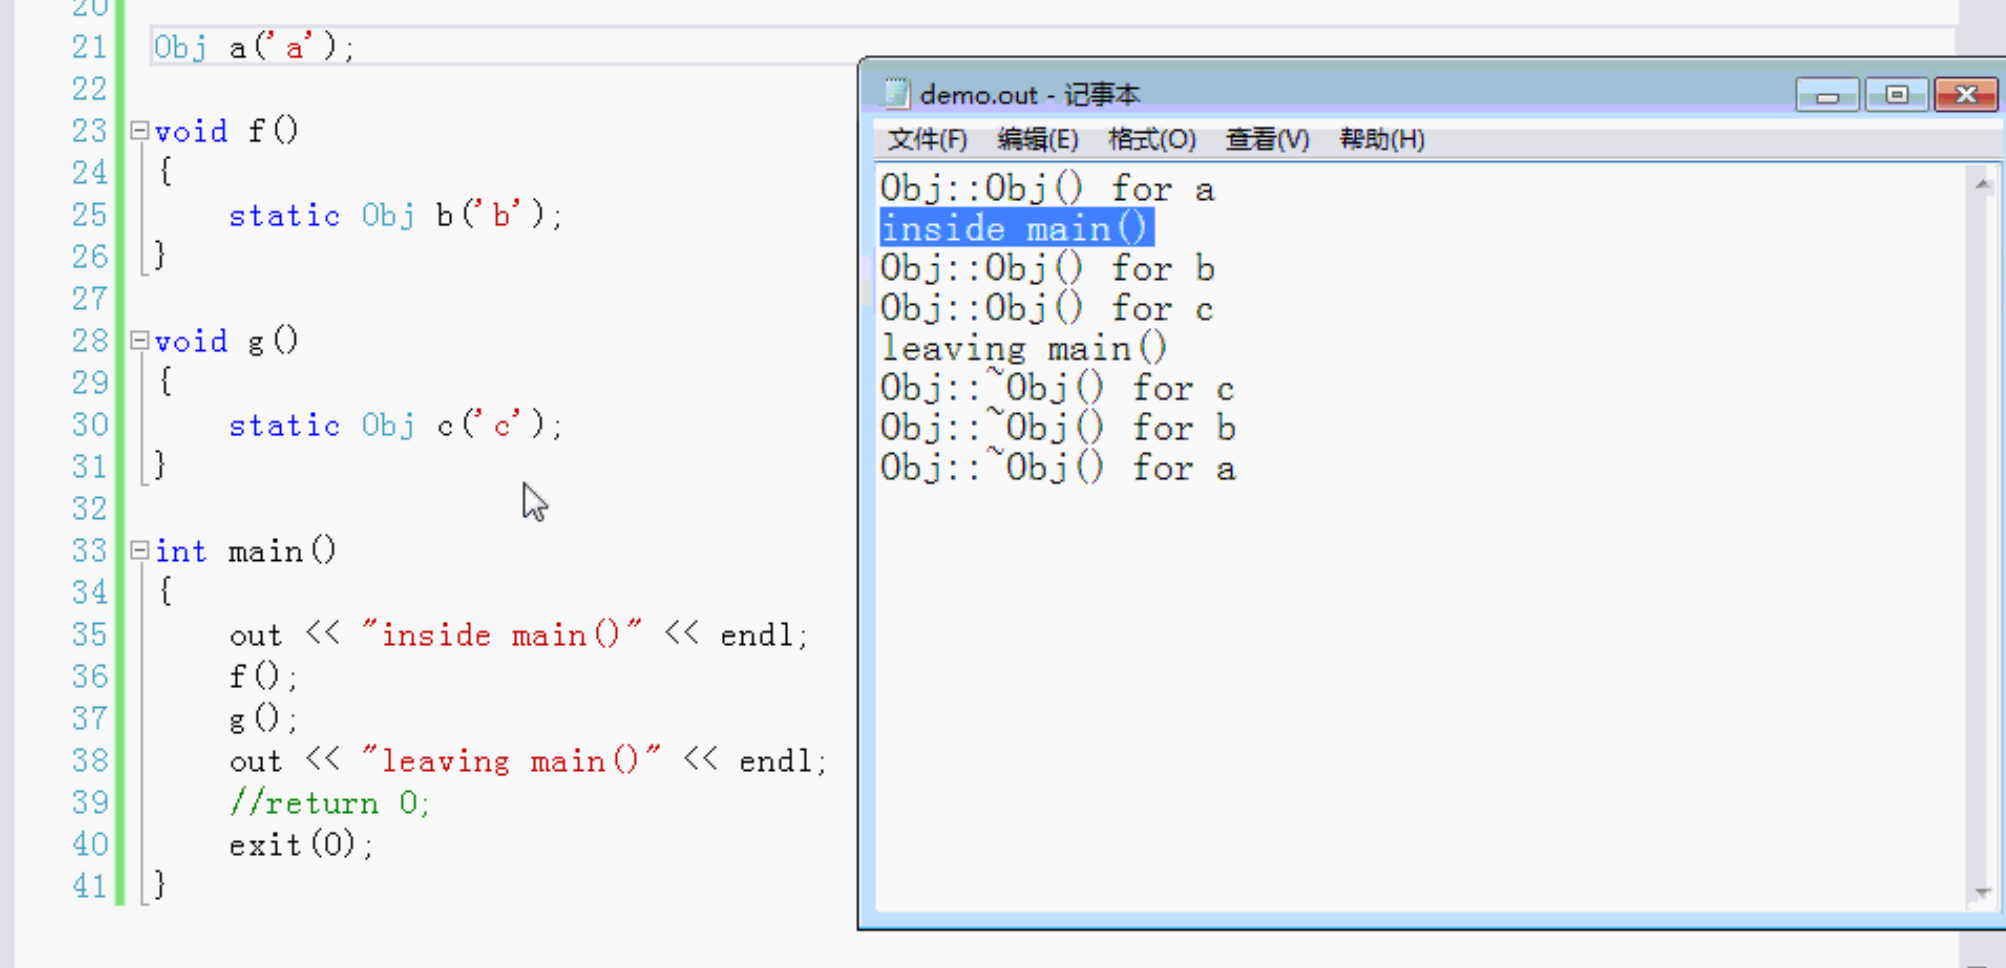 20
21 Obj a('a');
22
23 void f()
24 {
25 static Obj b('b');
26 }
27
28 void g()
29 {
30 static Obj c('c');
31 }
32
33 int main()
34 {
35 out << "inside main()" << endl;
36 f();
37 g();
38 out << "leaving main()" << endl;
39 //return 0;
40 exit(0);
41 }
demo.out - 记事本
文件(F) 编辑(E) 格式(O) 查看(V) 帮助(H)
Obj::Obj() for a
inside main()
Obj::Obj() for b
Obj::Obj() for c
leaving main()
Obj::~Obj() for c
Obj::~Obj() for b
Obj::~Obj() for a